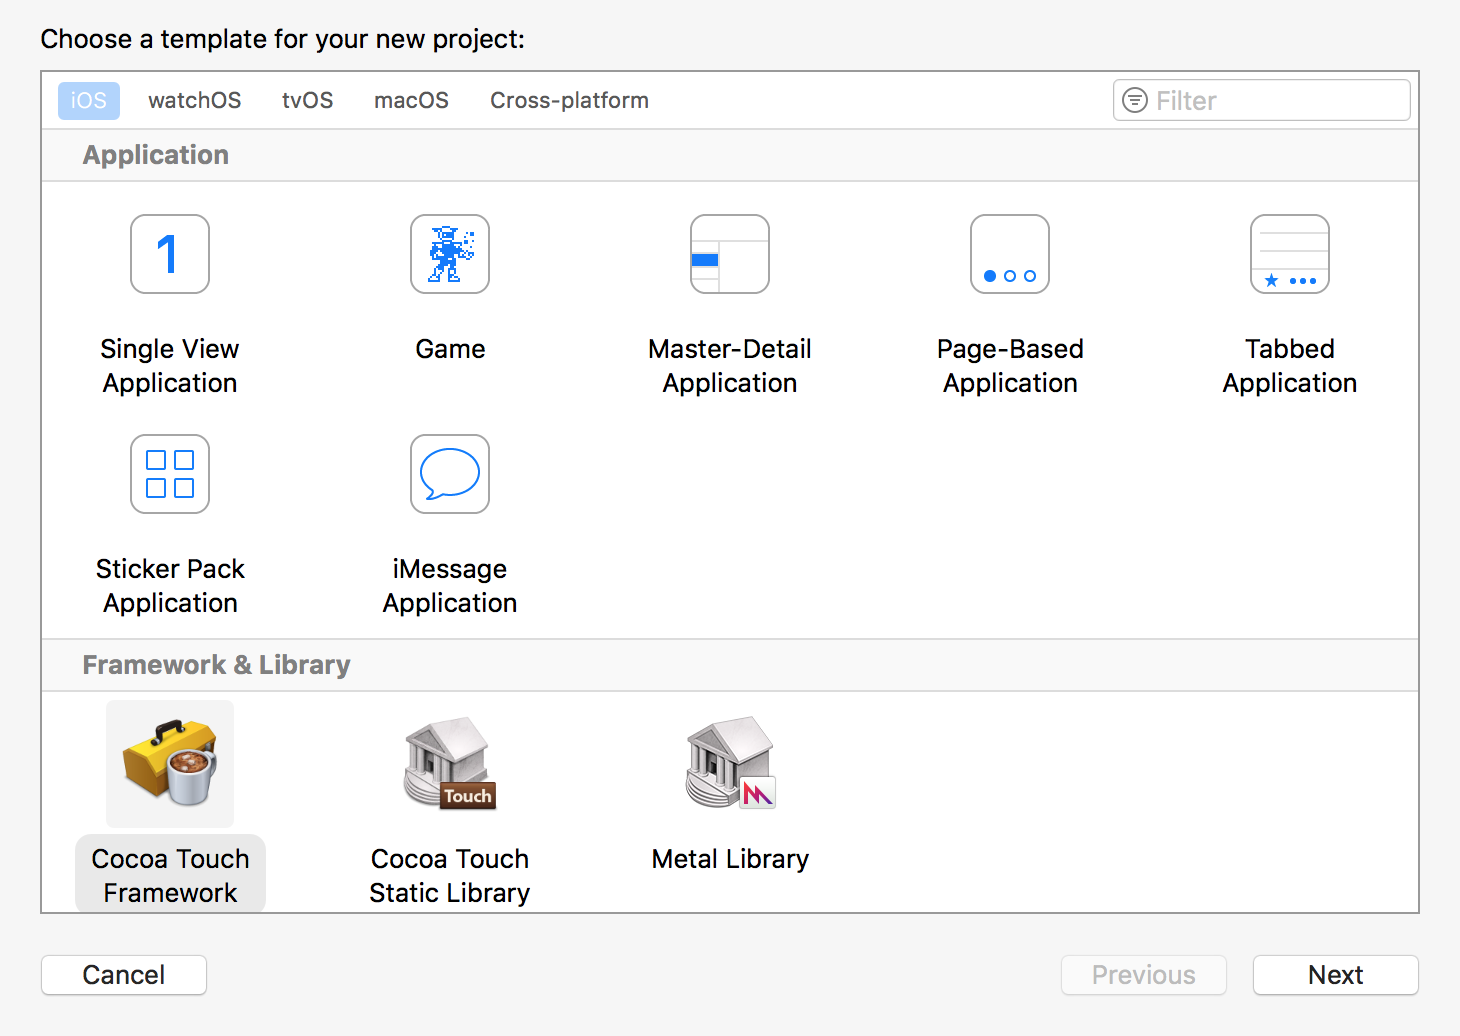 Choose a template for your new project:
iOS watchOS tvOS macOS Cross-platform Filter
Application
1
Single View Application
Game
Master-Detail Application
Page-Based Application
Tabbed Application
Sticker Pack Application
iMessage Application
Framework & Library
Touch
Cocoa Touch Framework
Cocoa Touch Static Library
Metal Library
Cancel Previous Next